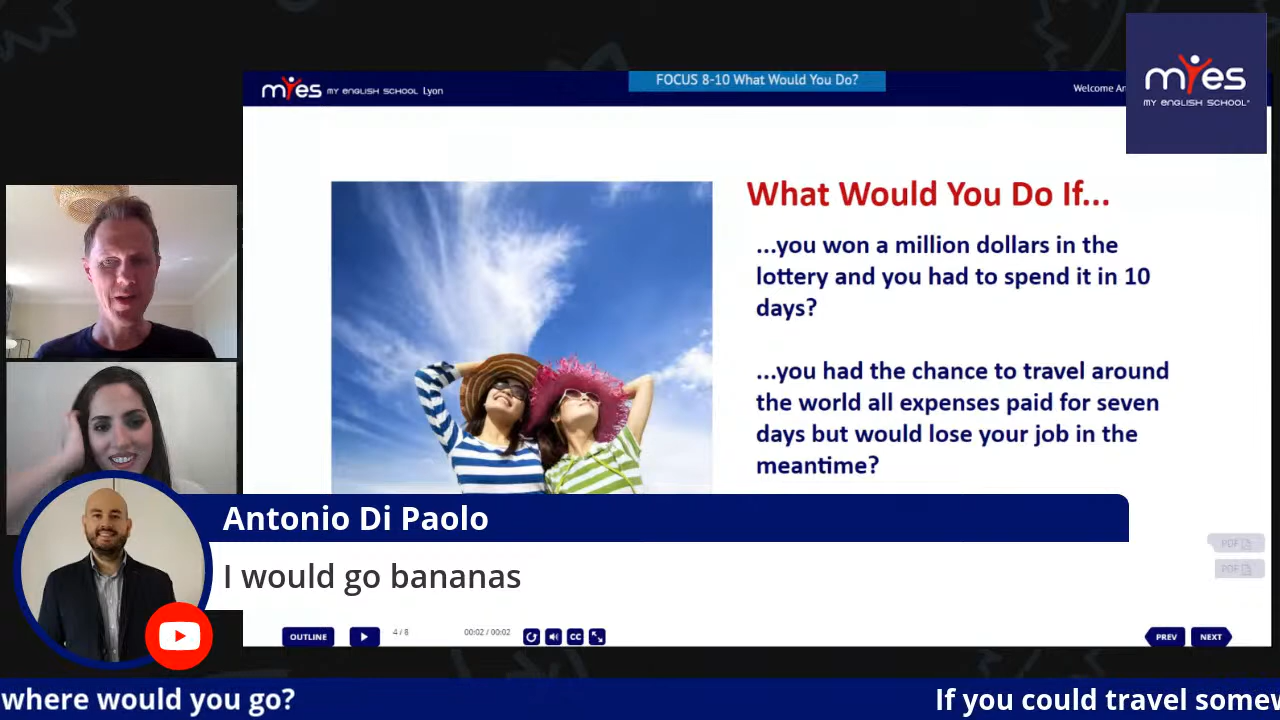 myes MY ENGLISH SCHOOL Lyon
FOCUS 8-10 What Would You Do?
Welcome
myes
MY ENGLISH SCHOOL
What Would You Do If...
...you won a million dollars in the
lottery and you had to spend it in 10
days?
...you had the chance to travel around
the world all expenses paid for seven
days but would lose your job in the
meantime?
Antonio Di Paolo
I would go bananas
PDF
PDF
OUTLINE
4 / 8
00:02 / 00:02
CC
PREV
NEXT
where would you go?
If you could travel somew